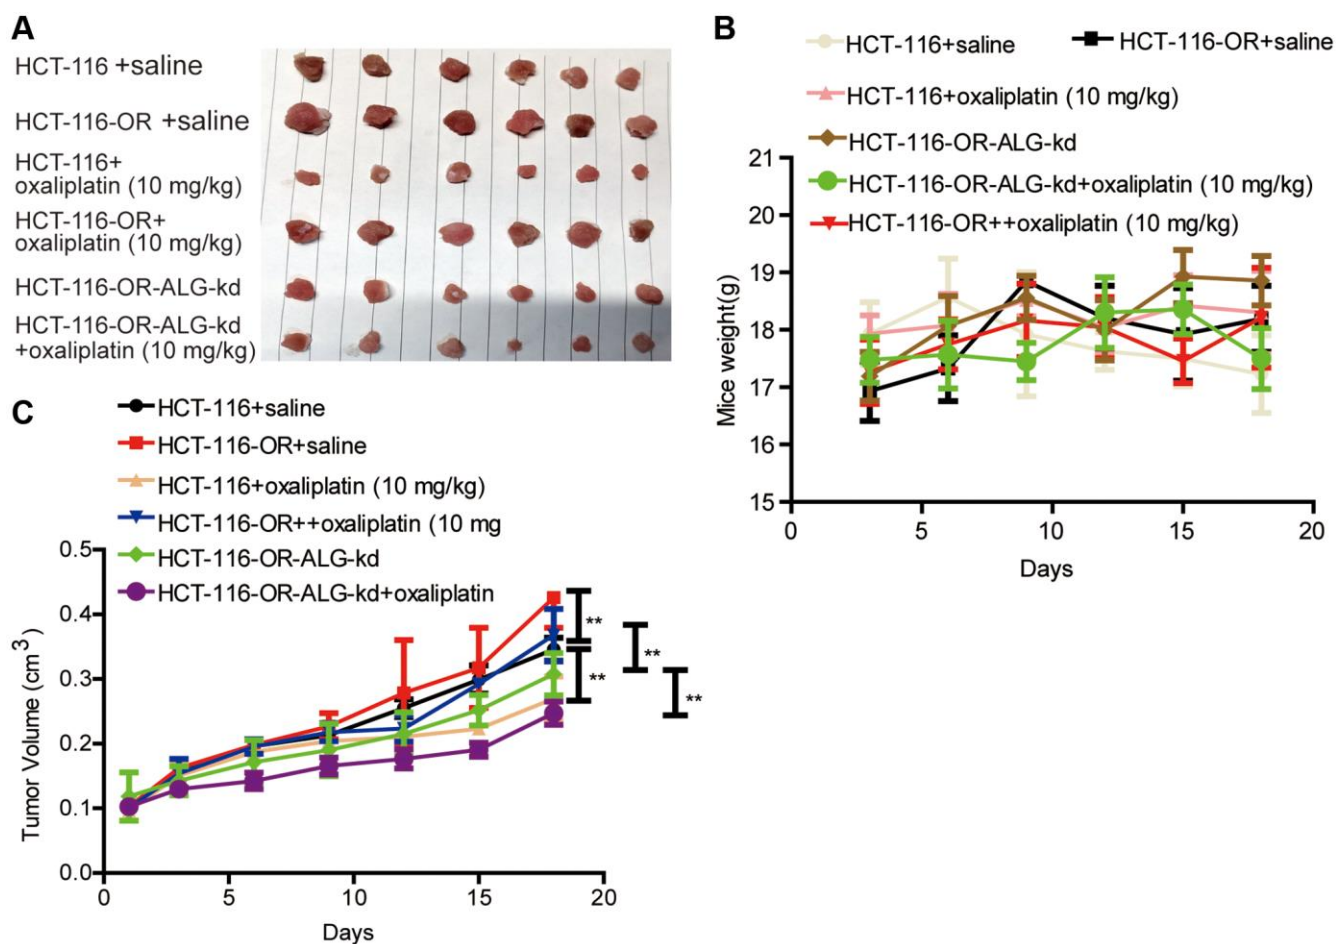 A
HCT-116 +saline
HCT-116-OR +saline
HCT-116+
oxaliplatin (10 mg/kg)
HCT-116-OR+
oxaliplatin (10 mg/kg)
HCT-116-OR-ALG-kd
HCT-116-OR-ALG-kd
+oxaliplatin (10 mg/kg)
B
HCT-116+saline
HCT-116-OR+saline
HCT-116+oxaliplatin (10 mg/kg)
HCT-116-OR-ALG-kd
HCT-116-OR-ALG-kd+oxaliplatin (10 mg/kg)
HCT-116-OR++oxaliplatin (10 mg/kg)
Mice weight(g)
21
20
19
18
17
16
15
0
5
10
15
20
Days
C
HCT-116+saline
HCT-116-OR+saline
HCT-116+oxaliplatin (10 mg/kg)
HCT-116-OR++oxaliplatin (10 mg
HCT-116-OR-ALG-kd
HCT-116-OR-ALG-kd+oxaliplatin
Tumor Volume (cm³)
0.5
0.4
0.3
0.2
0.1
0.0
**
**
**
**
0
5
10
15
20
Days